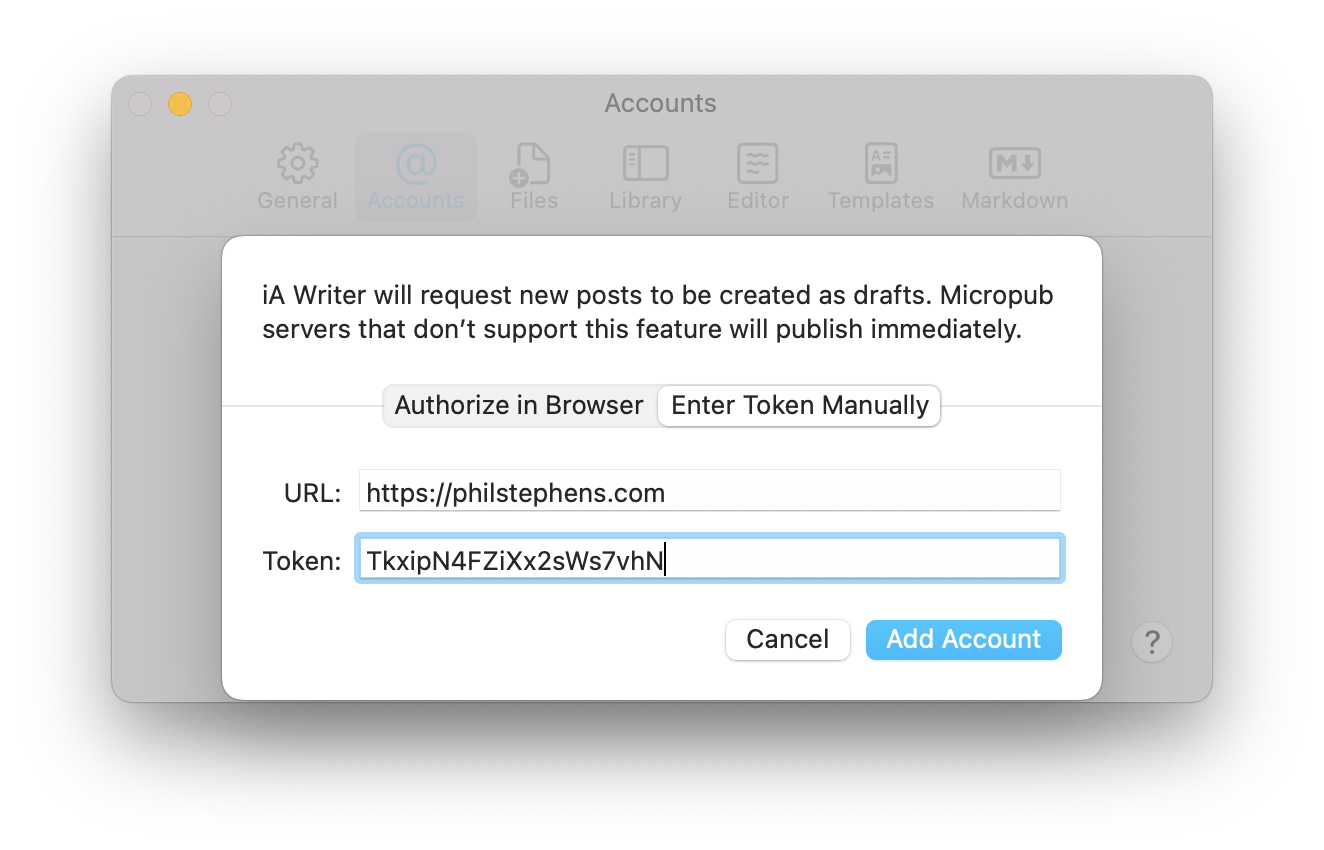 Accounts
General
Accounts
Files
Library
Editor
Templates
Markdown
iA Writer will request new posts to be created as drafts. Micropub
servers that don’t support this feature will publish immediately.
Authorize in Browser
Enter Token Manually
URL: https://philstephens.com
Token: TkxipN4FZiXx2sWs7vhN
Cancel
Add Account
?